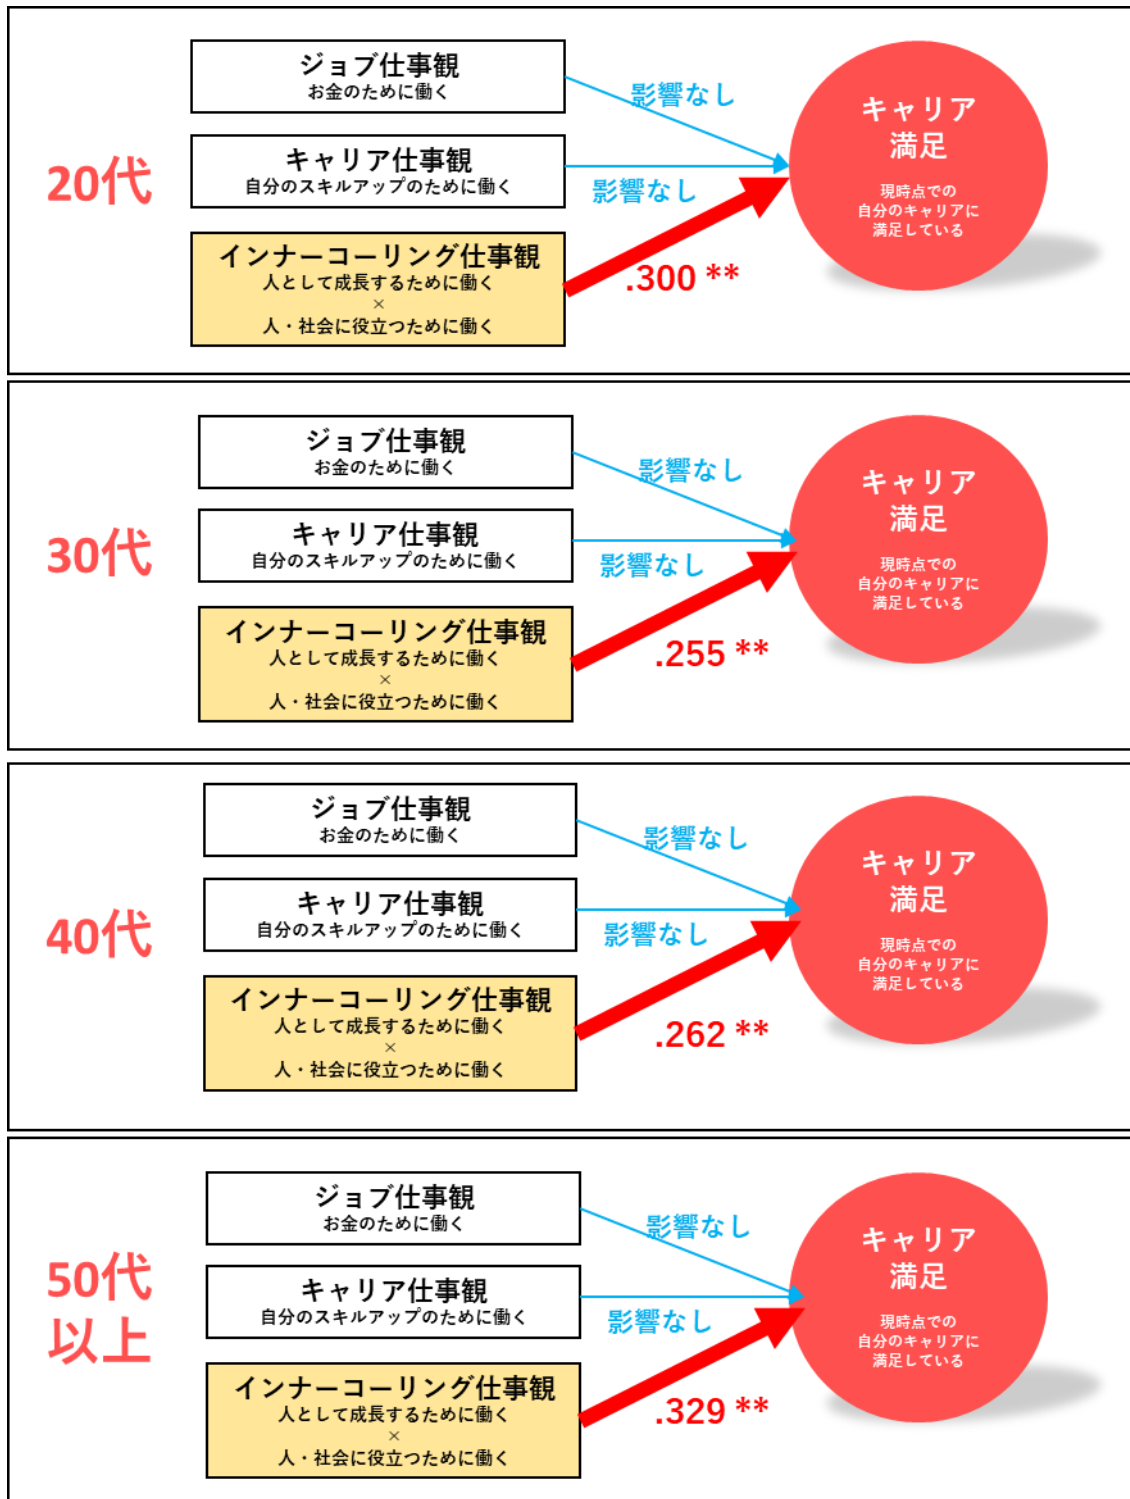 20代
ジョブ仕事観
お金のために働く
影響なし
キャリア仕事観
自分のスキルアップのために働く
影響なし
インナーコーリング仕事観
人として成長するために働く
×
人・社会に役立つために働く
.300 **
キャリア
満足
現時点での
自分のキャリアに
満足している
30代
ジョブ仕事観
お金のために働く
影響なし
キャリア仕事観
自分のスキルアップのために働く
影響なし
インナーコーリング仕事観
人として成長するために働く
×
人・社会に役立つために働く
.255 **
キャリア
満足
現時点での
自分のキャリアに
満足している
40代
ジョブ仕事観
お金のために働く
影響なし
キャリア仕事観
自分のスキルアップのために働く
影響なし
インナーコーリング仕事観
人として成長するために働く
×
人・社会に役立つために働く
.262 **
キャリア
満足
現時点での
自分のキャリアに
満足している
50代
以上
ジョブ仕事観
お金のために働く
影響なし
キャリア仕事観
自分のスキルアップのために働く
影響なし
インナーコーリング仕事観
人として成長するために働く
×
人・社会に役立つために働く
.329 **
キャリア
満足
現時点での
自分のキャリアに
満足している